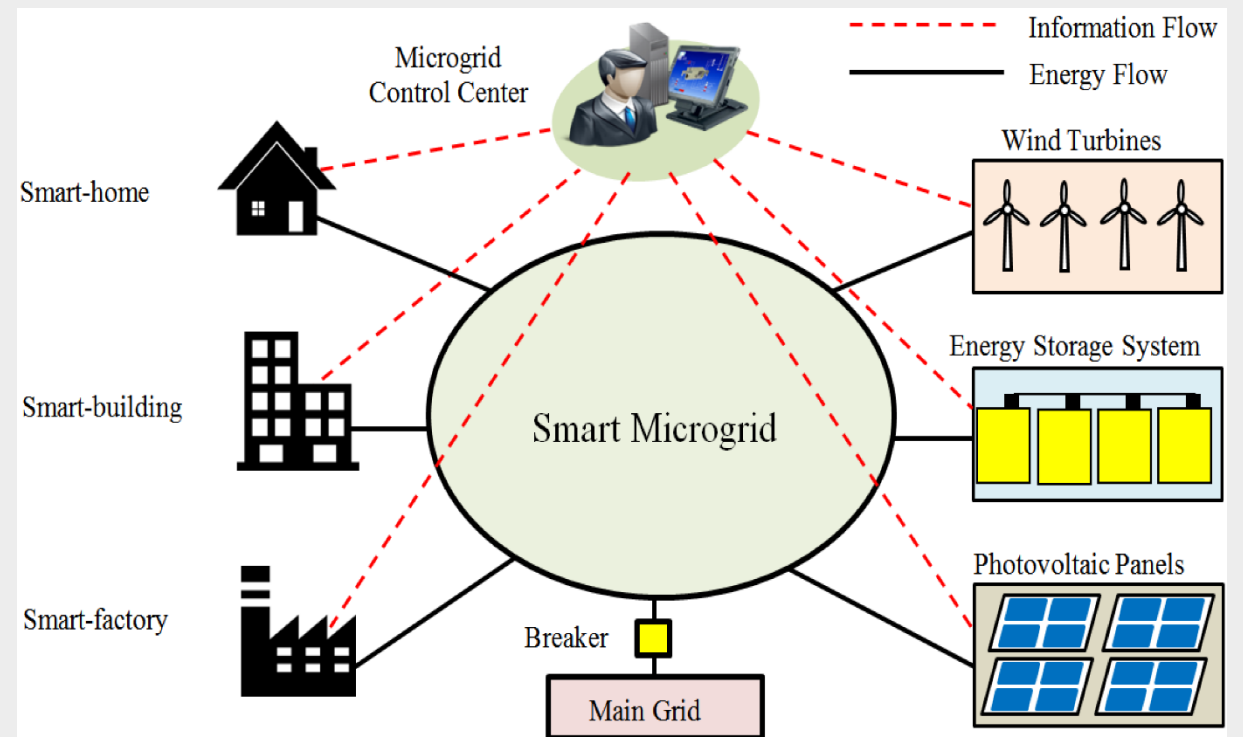 Information Flow
Energy Flow
Microgrid
Control Center
Wind Turbines
Smart-home
Energy Storage System
Smart-building
Smart Microgrid
Photovoltaic Panels
Smart-factory
Breaker
Main Grid